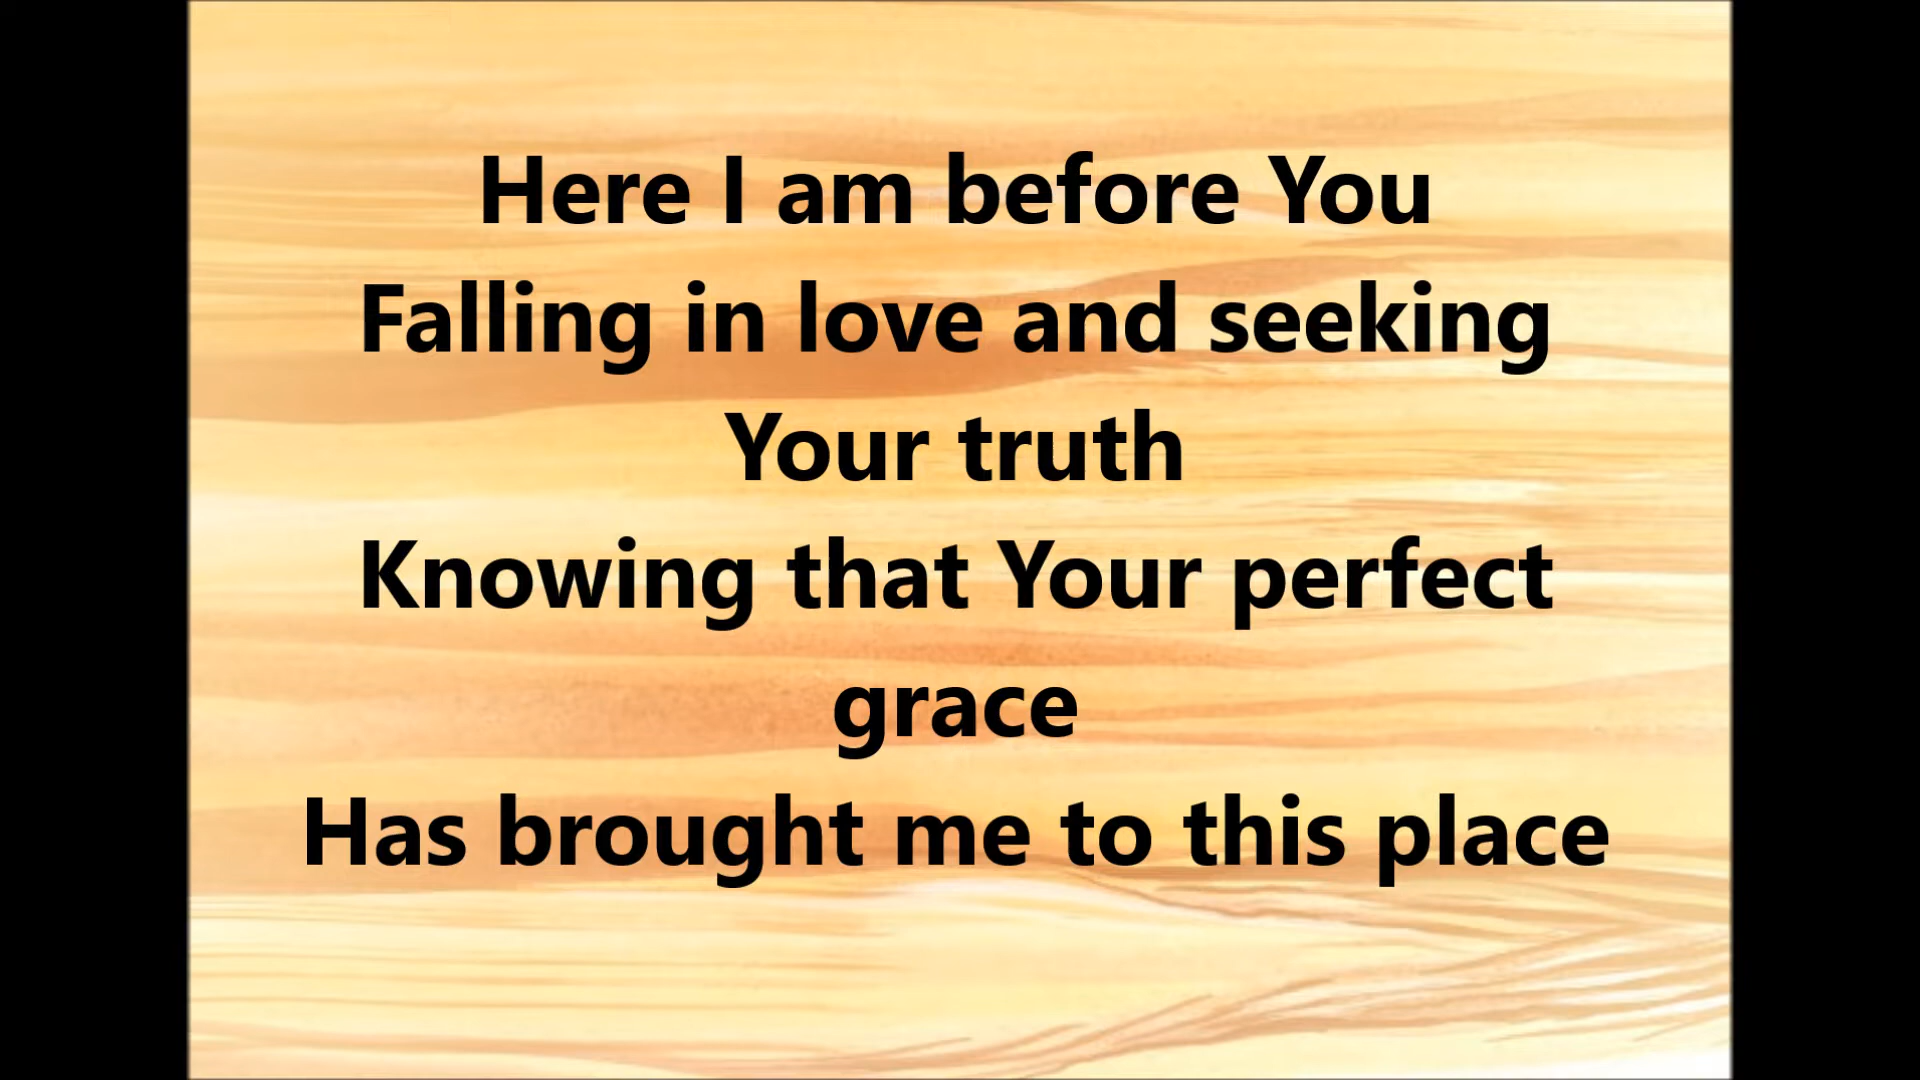 Here I am before You
Falling in love and seeking
Your truth
Knowing that Your perfect
grace
Has brought me to this place